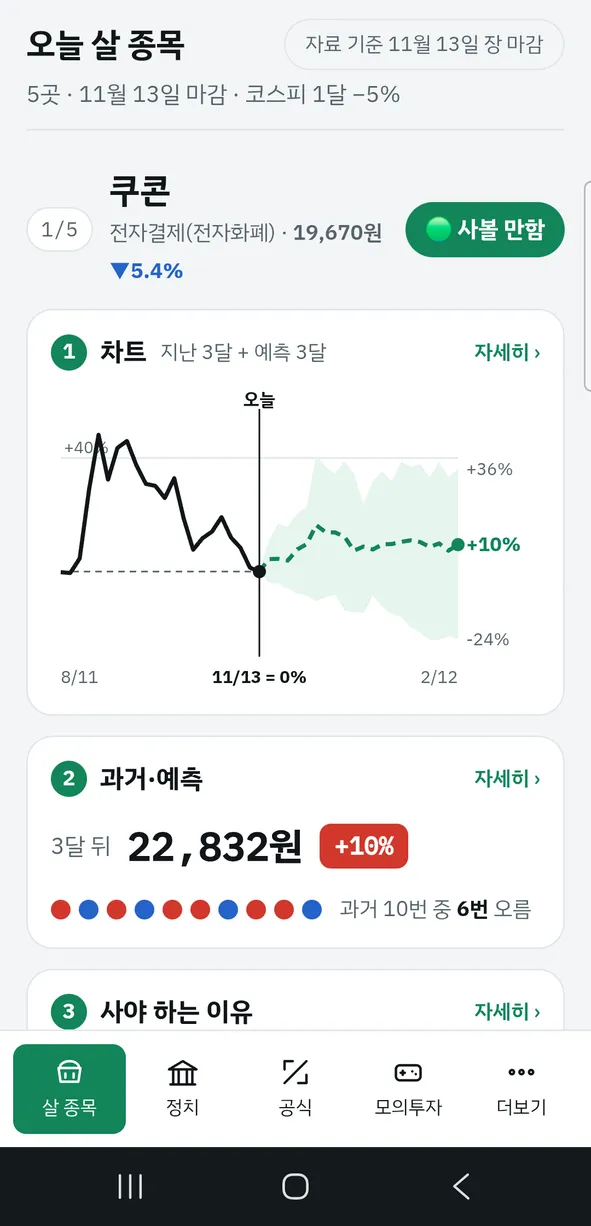 오늘 살 종목
자료 기준 11월 13일 장 마감
5곳 · 11월 13일 마감 · 코스피 1달 −5%
1/5
쿠콘
전자결제(전자화폐) · 19,670원
▼5.4%
사볼 만함
1 차트 지난 3달 + 예측 3달 자세히 ›
오늘
+40%
+36%
+10%
-24%
8/11 11/13 = 0% 2/12
2 과거·예측 자세히 ›
3달 뒤 22,832원 +10%
과거 10번 중 6번 오름
3 사야 하는 이유 자세히 ›
살 종목 정치 공식 모의투자 더보기